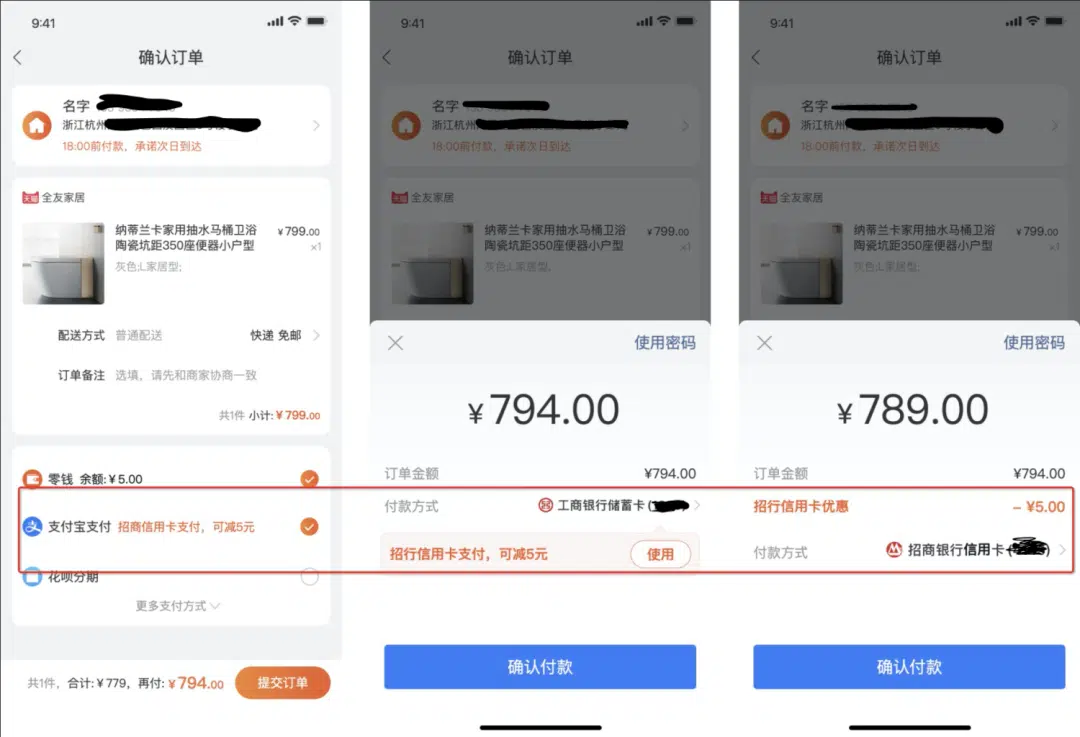 9:41
确认订单
名字
浙江杭州
18:00前付款，承诺次日到达
天猫 全友家居
纳蒂兰卡家用抽水马桶卫浴 ¥799.00
陶瓷坑距350座便器小户型 ×1
灰色;L家居型;
配送方式 普通配送 快递 免邮
订单备注 选填，请先和商家协商一致
共1件 小计:¥799.00
零钱 余额:¥5.00
支付宝支付 招商信用卡支付，可减5元
花呗分期
更多支付方式
共1件，合计:¥779，再付:¥794.00 提交订单
9:41
确认订单
名字
浙江杭州
18:00前付款，承诺次日到达
天猫 全友家居
纳蒂兰卡家用抽水马桶卫浴 ¥799.00
陶瓷坑距350座便器小户型 ×1
灰色;L家居型;
使用密码
¥794.00
订单金额 ¥794.00
付款方式 工商银行储蓄卡(
招行信用卡支付，可减5元 使用
确认付款
9:41
确认订单
名字
浙江杭州
18:00前付款，承诺次日到达
天猫 全友家居
纳蒂兰卡家用抽水马桶卫浴 ¥799.00
陶瓷坑距350座便器小户型 ×1
灰色;L家居型;
使用密码
¥789.00
订单金额 ¥794.00
招行信用卡优惠 −¥5.00
付款方式 招商银行信用卡()
确认付款